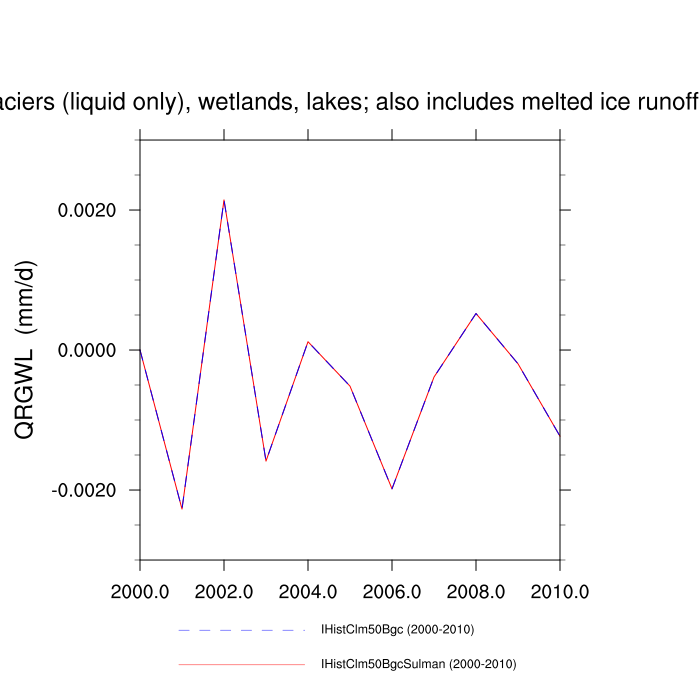 aciers (liquid only), wetlands, lakes; also includes melted ice runoff
0.0020
0.0000
-0.0020
QRGWL (mm/d)
2000.0 2002.0 2004.0 2006.0 2008.0 2010.0
IHistClm50Bgc (2000-2010)
IHistClm50BgcSulman (2000-2010)